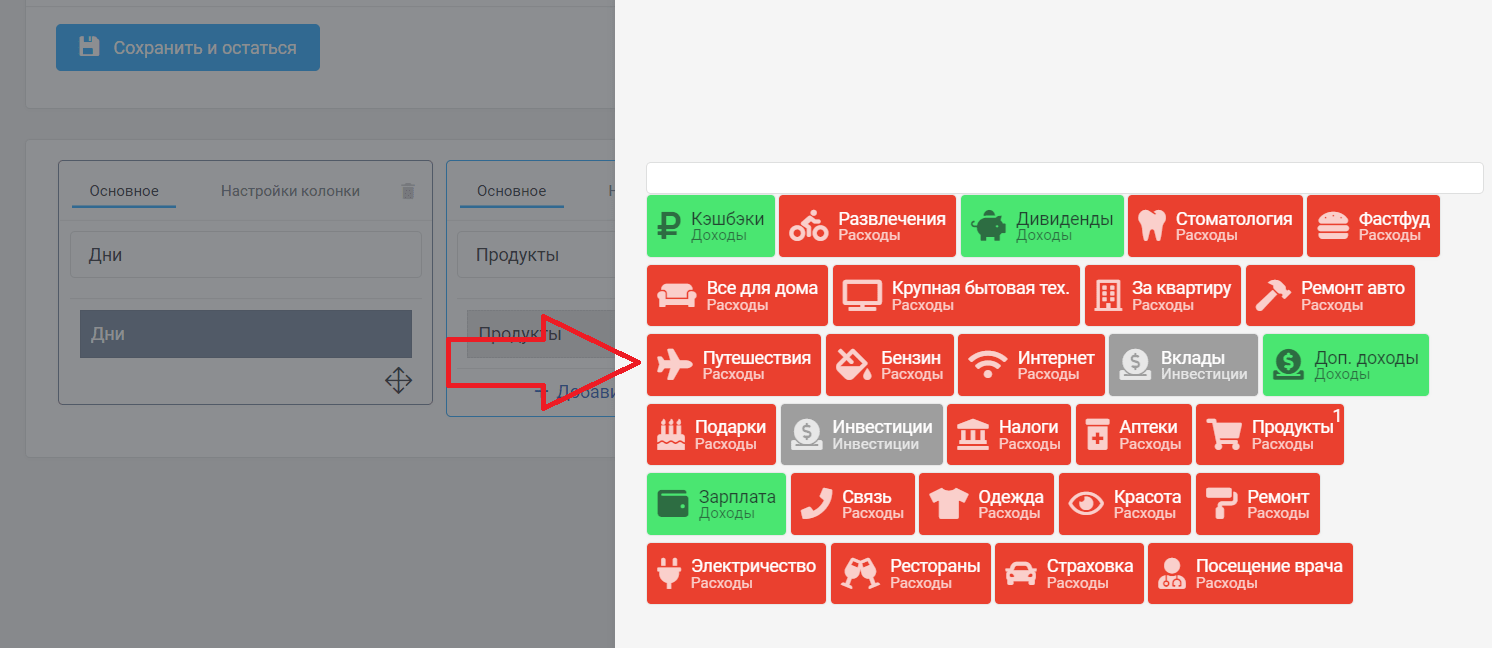 Сохранить и остаться
Основное
Настройки колонки
Дни
Дни
Основное
Н
Продукты
Продукты
+ Добави
Кэшбэки
Доходы
Развлечения
Расходы
Дивиденды
Доходы
Стоматология
Расходы
Фастфуд
Расходы
Все для дома
Расходы
Крупная бытовая тех.
Расходы
За квартиру
Расходы
Ремонт авто
Расходы
Путешествия
Расходы
Бензин
Расходы
Интернет
Расходы
Вклады
Инвестиции
Доп. доходы
Доходы
Подарки
Расходы
Инвестиции
Инвестиции
Налоги
Расходы
Аптеки
Расходы
Продукты 1
Расходы
Зарплата
Доходы
Связь
Расходы
Одежда
Расходы
Красота
Расходы
Ремонт
Расходы
Электричество
Расходы
Рестораны
Расходы
Страховка
Расходы
Посещение врача
Расходы